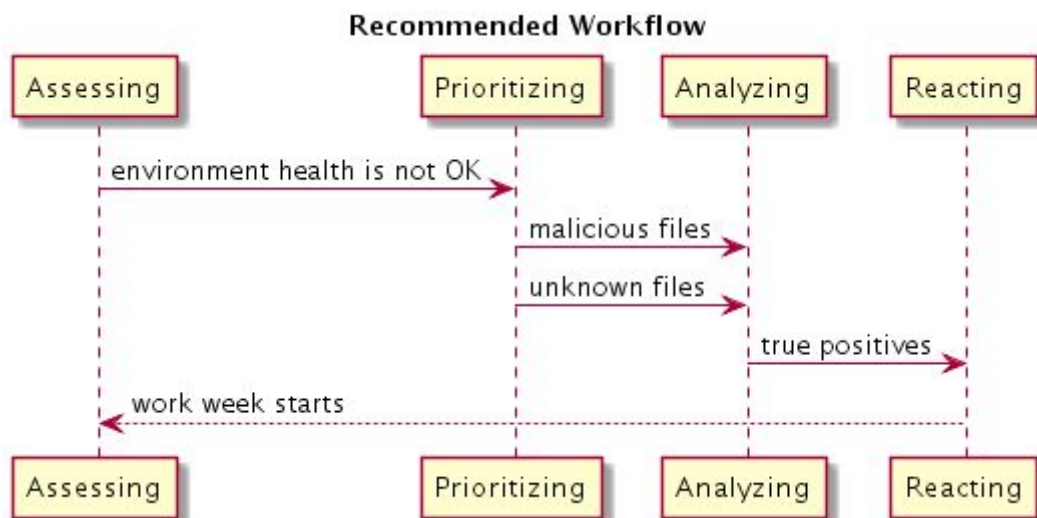 Recommended Workflow
Assessing Prioritizing Analyzing Reacting
environment health is not OK
malicious files
unknown files
true positives
work week starts
Assessing Prioritizing Analyzing Reacting